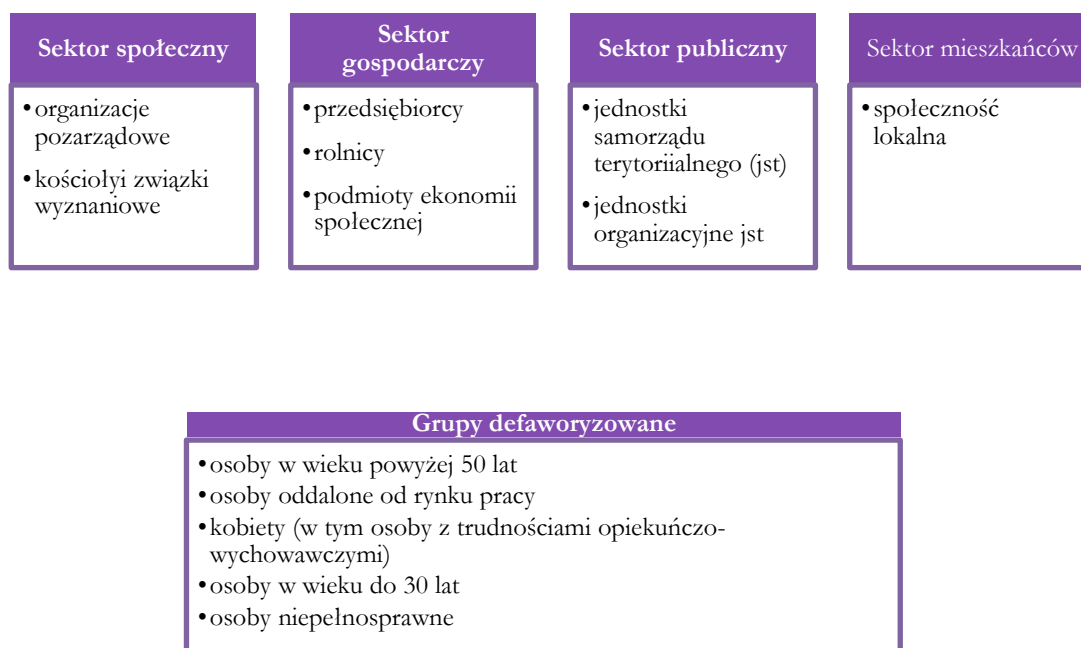 Sektor społeczny
•organizacje
pozarządowe
•kościołyi związki
wyznaniowe
Sektor
gospodarczy
•przedsiębiorcy
•rolnicy
•podmioty ekonomii
społecznej
Sektor publiczny
•jednostki
samorządu
terytoriialnego (jst)
•jednostki
organizacyjne jst
Sektor mieszkańców
•społeczność
lokalna
Grupy defaworyzowane
•osoby w wieku powyżej 50 lat
•osoby oddalone od rynku pracy
•kobiety (w tym osoby z trudnościami opiekuńczo-
wychowawczymi)
•osoby w wieku do 30 lat
•osoby niepełnosprawne